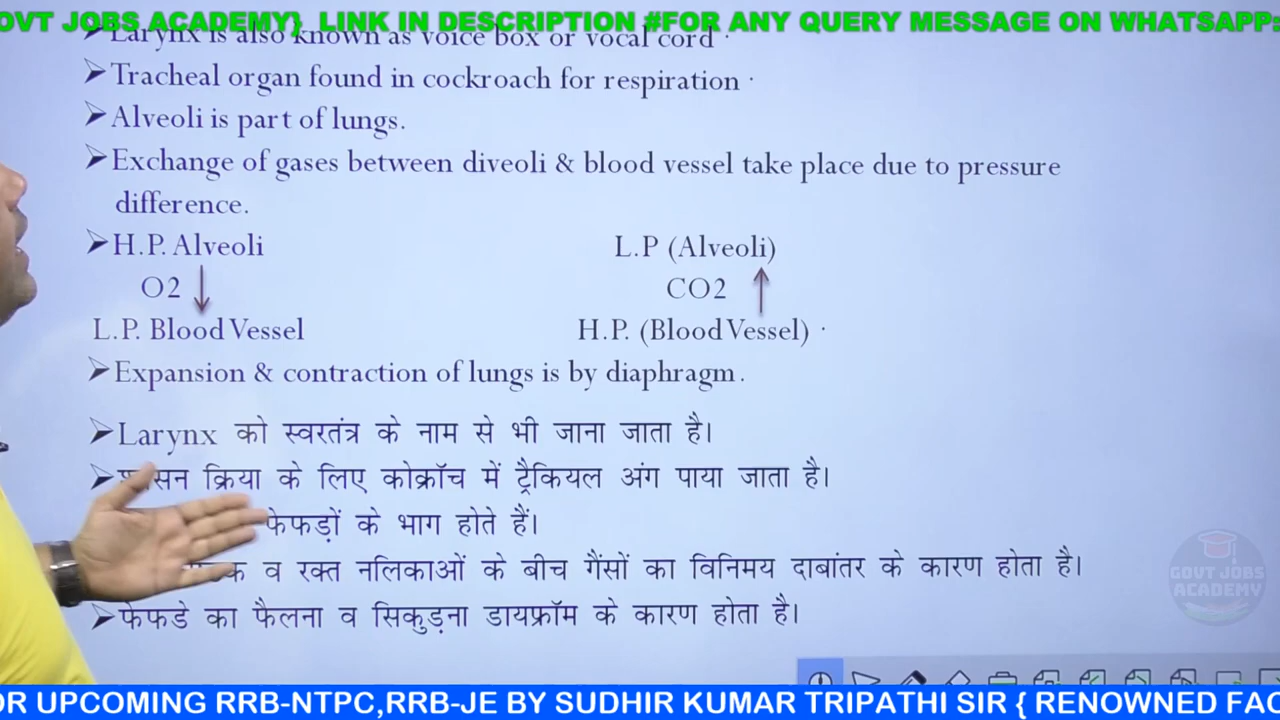 OVT JOBS ACADEMY} LINK IN DESCRIPTION #FOR ANY QUERY MESSAGE ON WHATSAPP:
➤Larynx is also known as voice box or vocal cord ·
➤Tracheal organ found in cockroach for respiration ·
➤Alveoli is part of lungs.
➤Exchange of gases between diveoli & blood vessel take place due to pressure
difference.
➤H.P. Alveoli L.P (Alveoli)
O2 ↓ CO2 ↑
L.P. Blood Vessel H.P. (Blood Vessel) ·
➤Expansion & contraction of lungs is by diaphragm.
➤Larynx को स्वरतंत्र के नाम से भी जाना जाता है।
➤ क्रिया के लिए कोक्रॉच में ट्रैकियल अंग पाया जाता है।
फेफड़ों के भाग होते हैं।
व रक्त नलिकाओं के बीच गैंसों का विनिमय दाबांतर के कारण होता है।
➤फेफडे का फैलना व सिकुड़ना डायफ्रॉम के कारण होता है।
GOVT JOBS
ACADEMY
OR UPCOMING RRB-NTPC,RRB-JE BY SUDHIR KUMAR TRIPATHI SIR { RENOWNED FAC